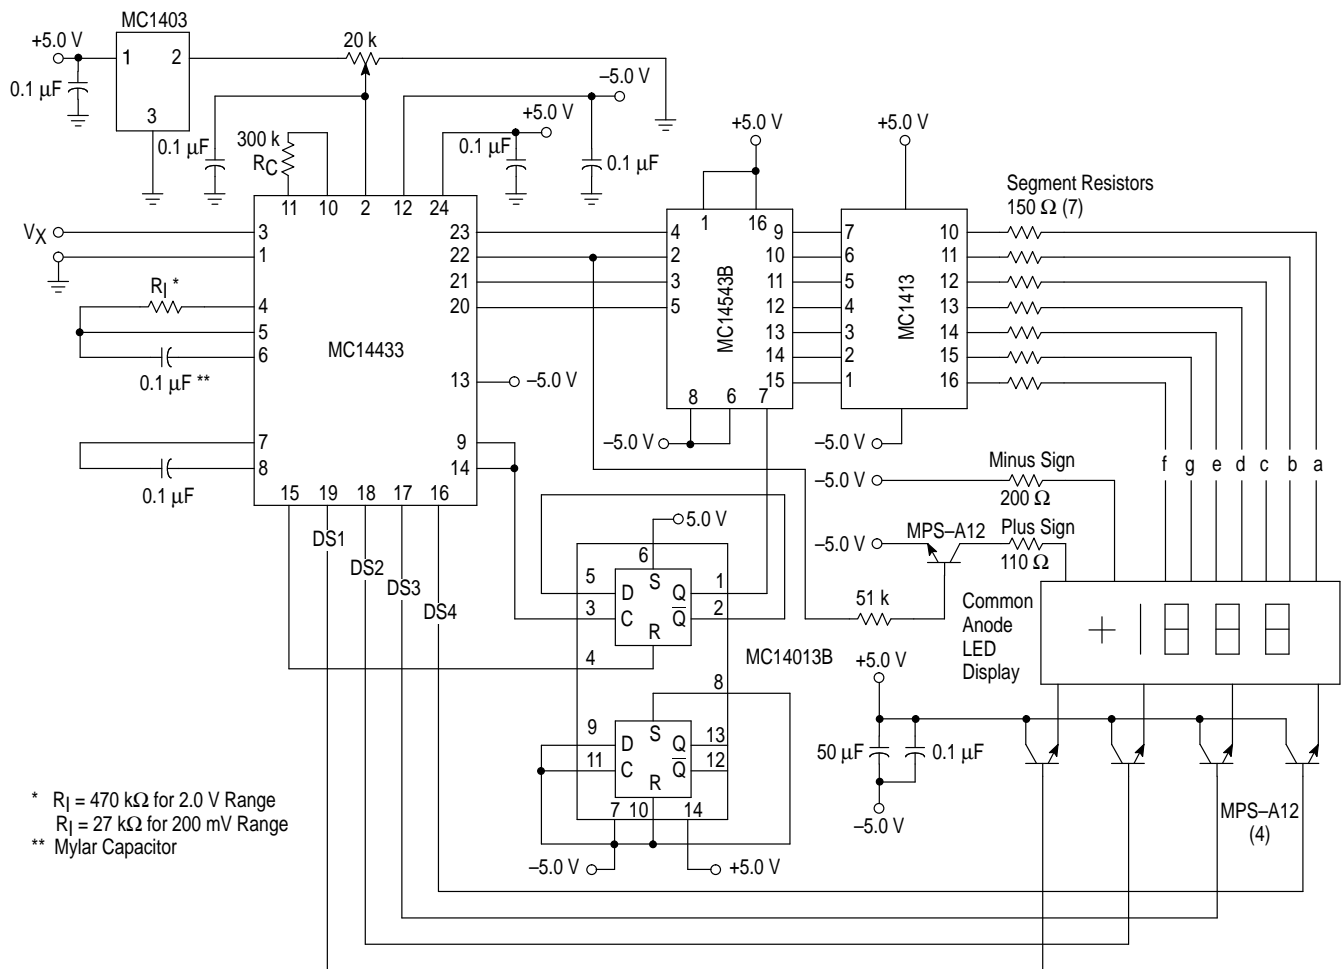 MC1403
+5.0 V
1
2
3
0.1 µF
20 k
–5.0 V
+5.0 V
0.1 µF
300 k
RC
0.1 µF
0.1 µF
11
10
2
12
24
VX
3
1
RI *
4
5
6
0.1 µF **
7
8
0.1 µF
MC14433
23
22
21
20
13
–5.0 V
9
14
15
19
18
17
16
DS1
DS2
DS3
DS4
+5.0 V
1
16
4
2
3
5
MC14543B
9
10
11
12
13
14
15
8
6
7
–5.0 V
+5.0 V
7
6
5
4
3
2
1
MC1413
10
11
12
13
14
15
16
–5.0 V
Segment Resistors
150 Ω (7)
f
g
e
d
c
b
a
Minus Sign
–5.0 V
200 Ω
MPS–A12
Plus Sign
–5.0 V
110 Ω
51 k
Common
Anode
LED
Display
5.0 V
6
5
D
S
Q
1
3
C
Q
2
R
4
MC14013B
8
9
D
S
Q
13
11
C
Q
12
R
7
10
14
–5.0 V
+5.0 V
+5.0 V
50 µF
0.1 µF
–5.0 V
MPS–A12
(4)
* RI = 470 kΩ for 2.0 V Range
RI = 27 kΩ for 200 mV Range
** Mylar Capacitor